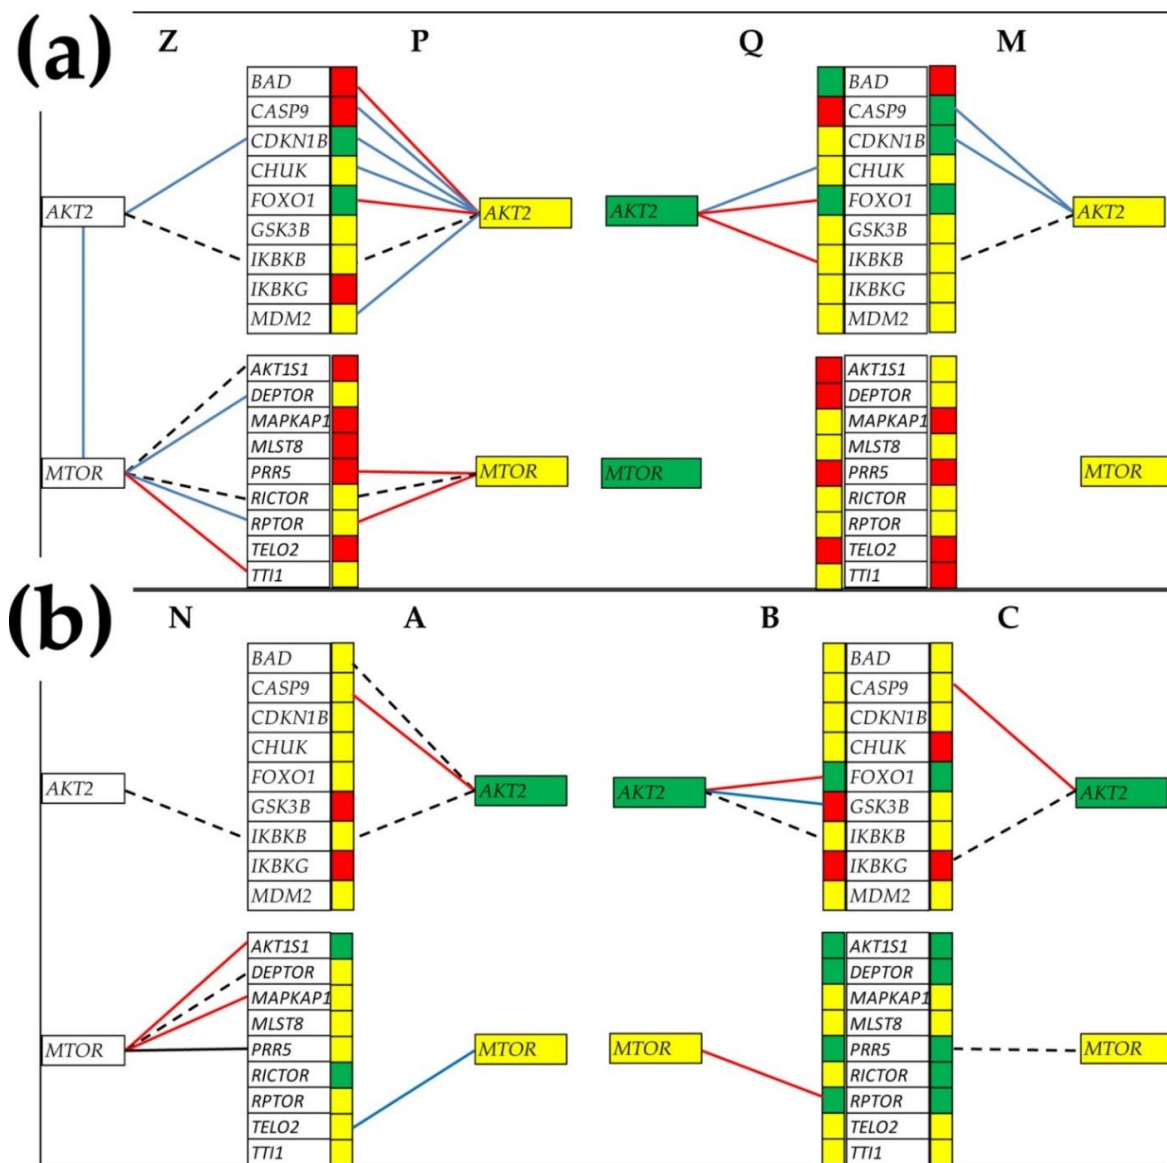 (a)
Z P Q M
BAD BAD
CASP9 CASP9
CDKN1B CDKN1B
CHUK CHUK
AKT2 FOXO1 AKT2 AKT2 FOXO1 AKT2
GSK3B GSK3B
IKBKB IKBKB
IKBKG IKBKG
MDM2 MDM2
AKT1S1 AKT1S1
DEPTOR DEPTOR
MAPKAP1 MAPKAP1
MLST8 MLST8
MTOR PRR5 MTOR MTOR PRR5 MTOR
RICTOR RICTOR
RPTOR RPTOR
TELO2 TELO2
TTI1 TTI1
(b)
N A B C
BAD BAD
CASP9 CASP9
CDKN1B CDKN1B
CHUK CHUK
AKT2 FOXO1 AKT2 AKT2 FOXO1 AKT2
GSK3B GSK3B
IKBKB IKBKB
IKBKG IKBKG
MDM2 MDM2
AKT1S1 AKT1S1
DEPTOR DEPTOR
MAPKAP1 MAPKAP1
MLST8 MLST8
MTOR PRR5 MTOR MTOR PRR5 MTOR
RICTOR RICTOR
RPTOR RPTOR
TELO2 TELO2
TTI1 TTI1